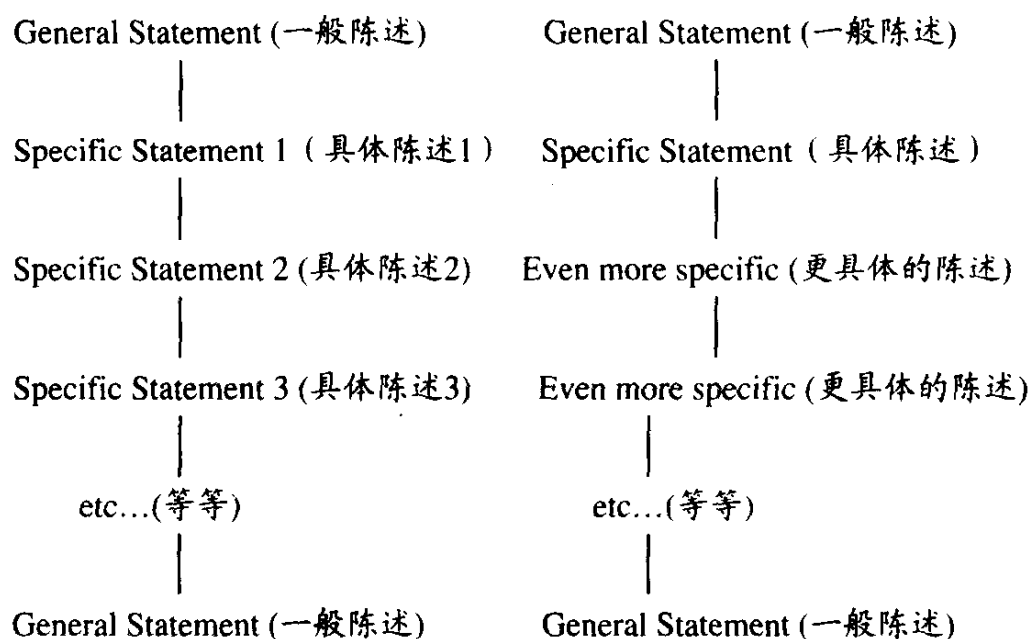 General Statement (一般陈述) General Statement (一般陈述)
Specific Statement 1 (具体陈述1) Specific Statement (具体陈述)
Specific Statement 2 (具体陈述2) Even more specific (更具体的陈述)
Specific Statement 3 (具体陈述3) Even more specific (更具体的陈述)
etc...(等等) etc...(等等)
General Statement (一般陈述) General Statement (一般陈述)